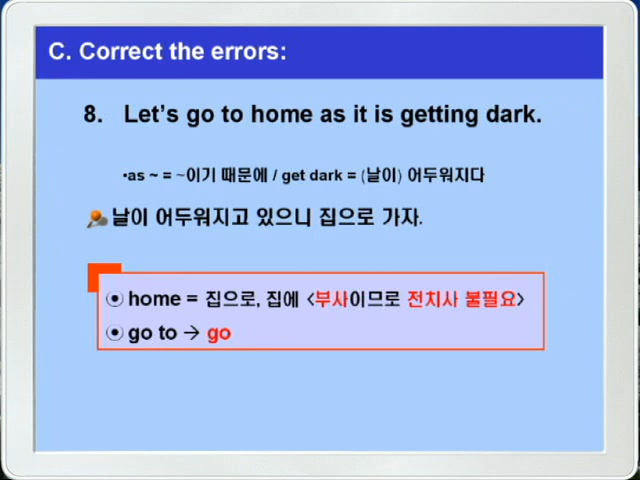 C. Correct the errors:
8. Let's go to home as it is getting dark.
•as ~ = ~이기 때문에 / get dark = (날이) 어두워지다
날이 어두워지고 있으니 집으로 가자.
home = 집으로, 집에 <부사이므로 전치사 불필요>
go to → go